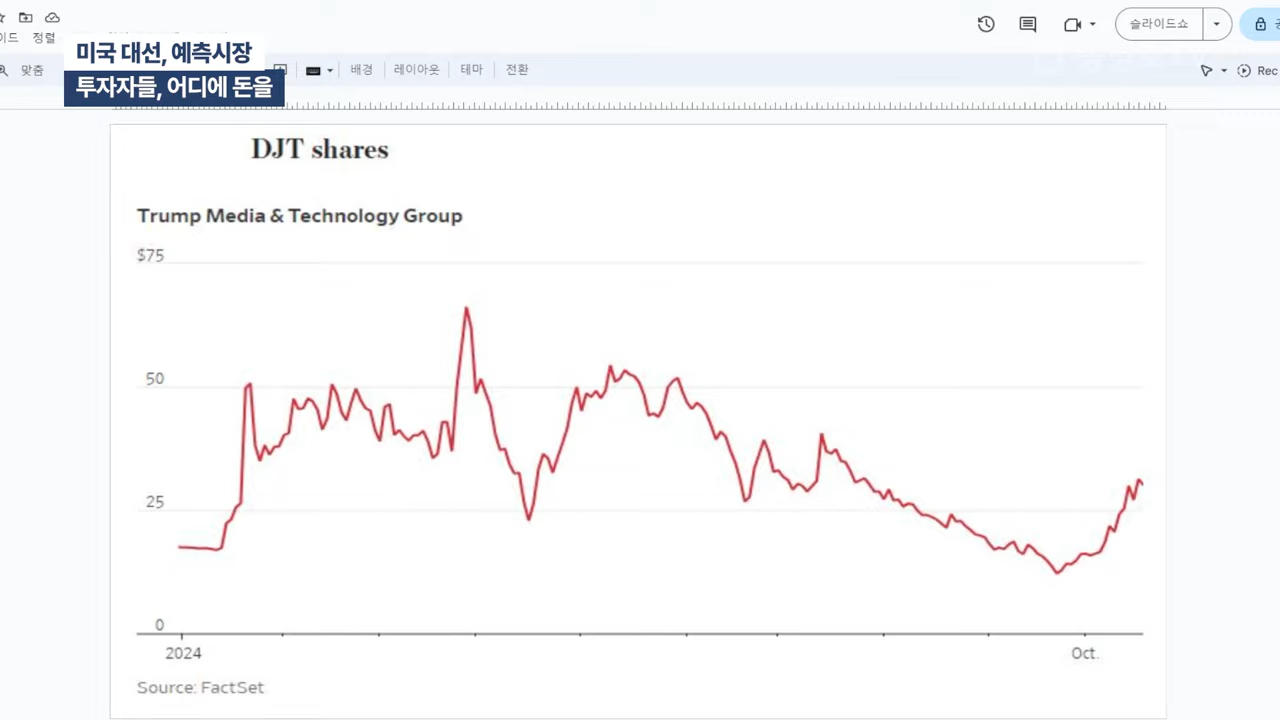 정렬
슬라이드쇼
미국 대선, 예측시장
투자자들, 어디에 돈을
맞춤
배경
레이아웃
테마
전환
Rec
DJT shares
Trump Media & Technology Group
$75
50
25
0
2024
Oct.
Source: FactSet